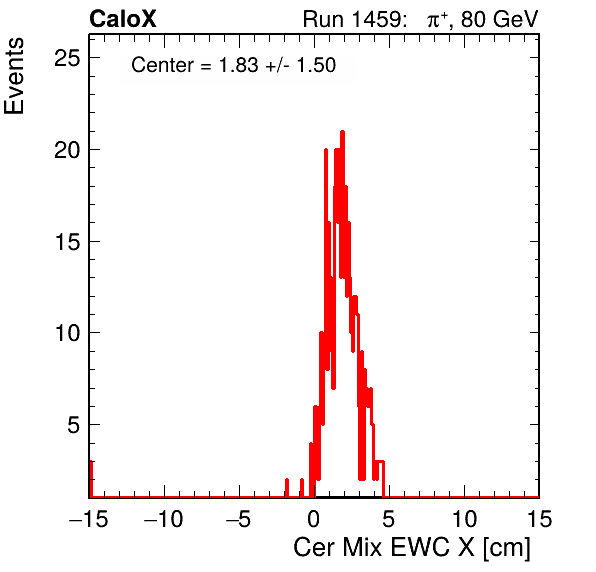 CaloX Run 1459: π⁺, 80 GeV
Events
Center = 1.83 +/- 1.50
25
20
15
10
5
−15 −10 −5 0 5 10 15
Cer Mix EWC X [cm]